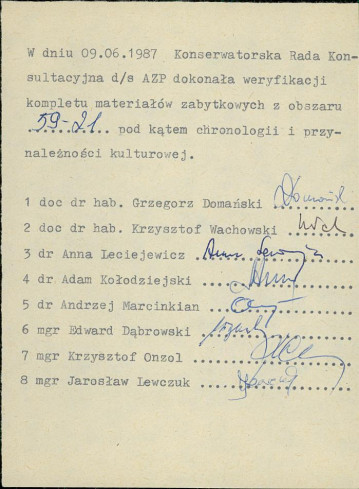 W dniu 09.06.1987 Konserwatorska Rada Kon-
sultacyjna d/s AZP dokonała weryfikacji
kompletu materiałów zabytkowych z obszaru
59-21 pod kątem chronologii i przy-
należności kulturowej.
1 doc dr hab. Grzegorz Domański
2 doc dr hab. Krzysztof Wachowski
3 dr Anna Leciejewicz
4 dr Adam Kołodziejski
5 dr Andrzej Marcinkian
6 mgr Edward Dąbrowski
7 mgr Krzysztof Onzol
8 mgr Jarosław Lewczuk